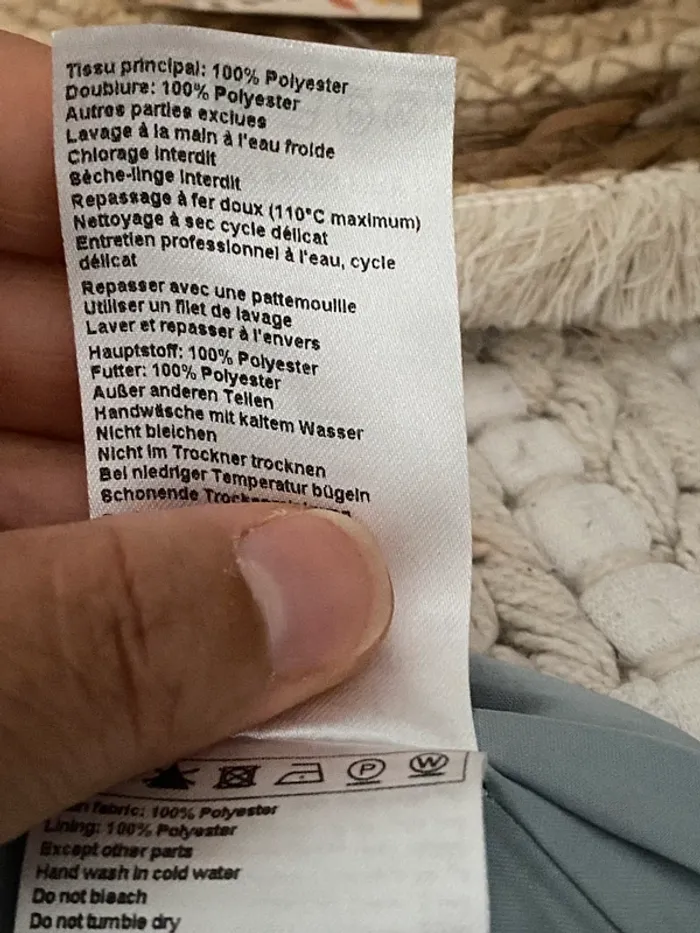 Tissu principal: 100% Polyester
Doublure: 100% Polyester
Autres parties exclues
Lavage à la main à l'eau froide
Chlorage interdit
Sèche-linge interdit
Repassage à fer doux (110°C maximum)
Nettoyage à sec cycle délicat
Entretien professionnel à l'eau, cycle
délicat
Repasser avec une pattemouille
Utiliser un filet de lavage
Laver et repasser à l'envers
Hauptstoff: 100% Polyester
Futter: 100% Polyester
Außer anderen Teilen
Handwäsche mit kaltem Wasser
Nicht bleichen
Nicht im Trockner trocknen
Bei niedriger Temperatur bügeln
Schonende
P W
fabric: 100% Polyester
Lining: 100% Polyester
Except other parts
Hand wash in cold water
Do not bleach
Do not tumble dry